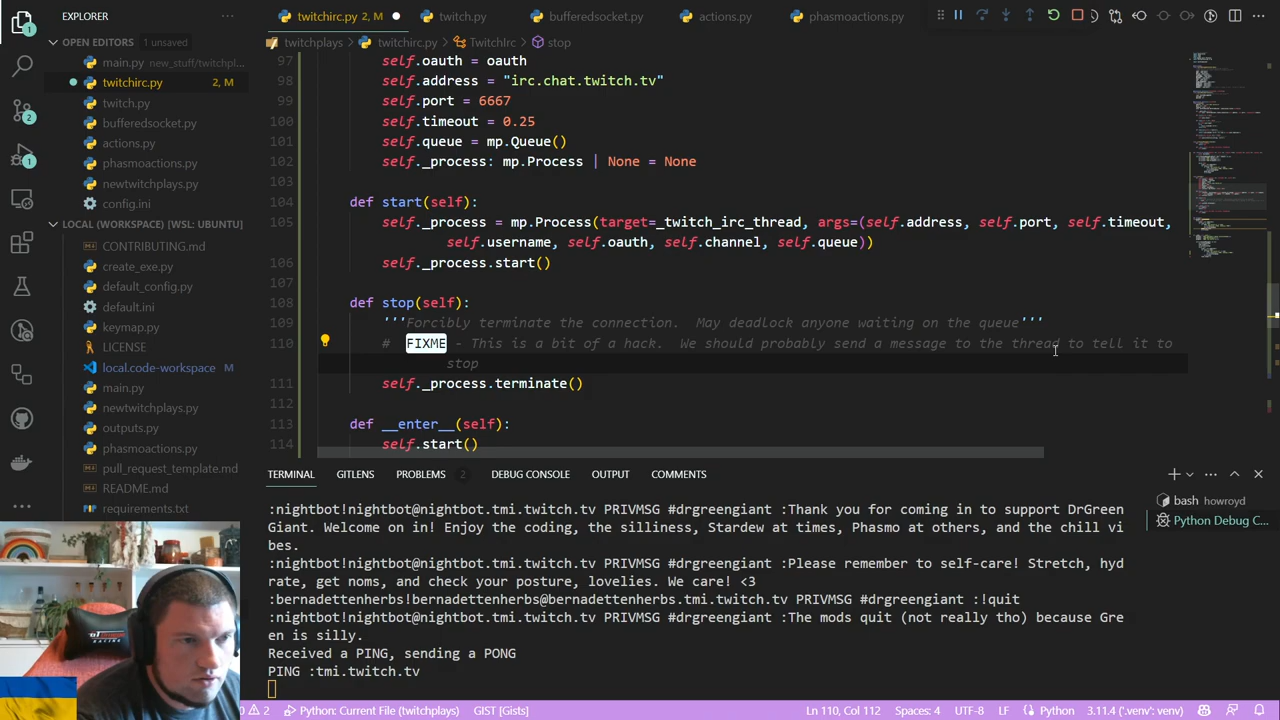 EXPLORER
OPEN EDITORS 1 unsaved
main.py new_stuff/twitchpl...
twitchirc.py 2, M
twitch.py
bufferedsocket.py
actions.py
phasmoactions.py
newtwitchplays.py
config.ini
LOCAL (WORKSPACE) [WSL: UBUNTU]
CONTRIBUTING.md
create_exe.py
default_config.py
default.ini
keymap.py
LICENSE
local.code-workspace M
main.py
newtwitchplays.py
outputs.py
phasmoactions.py
pull_request_template.md
README.md
requirements.txt
twitchirc.py 2, M
twitch.py
bufferedsocket.py
actions.py
phasmoactions.py
twitchplays > twitchirc.py > TwitchIrc > stop
97 self.oauth = oauth
98 self.address = "irc.chat.twitch.tv"
99 self.port = 6667
100 self.timeout = 0.25
101 self.queue = mp.Queue()
102 self._process: mp.Process | None = None
103
104 def start(self):
105 self._process = mp.Process(target=_twitch_irc_thread, args=(self.address, self.port, self.timeout,
self.username, self.oauth, self.channel, self.queue))
106 self._process.start()
107
108 def stop(self):
109 '''Forcibly terminate the connection.  May deadlock anyone waiting on the queue'''
110 # FIXME - This is a bit of a hack.  We should probably send a message to the thread to tell it to
stop
111 self._process.terminate()
112
113 def __enter__(self):
114 self.start()
TERMINAL GITLENS PROBLEMS 2 DEBUG CONSOLE OUTPUT COMMENTS
:nightbot!nightbot@nightbot.tmi.twitch.tv PRIVMSG #drgreengiant :Thank you for coming in to support DrGreen
Giant. Welcome on in! Enjoy the coding, the silliness, Stardew at times, Phasmo at others, and the chill vi
bes.
:nightbot!nightbot@nightbot.tmi.twitch.tv PRIVMSG #drgreengiant :Please remember to self-care! Stretch, hyd
rate, get noms, and check your posture, lovelies. We care! <3
:bernadettenherbs!bernadettenherbs@bernadettenherbs.tmi.twitch.tv PRIVMSG #drgreengiant :!quit
:nightbot!nightbot@nightbot.tmi.twitch.tv PRIVMSG #drgreengiant :The mods quit (not really tho) because Gre
en is silly.
Received a PING, sending a PONG
PING :tmi.twitch.tv
bash howroyd
Python Debug C...
0 2 Python: Current File (twitchplays) GIST [Gists] Ln 110, Col 112 Spaces: 4 UTF-8 LF Python 3.11.4 ('.venv': venv)